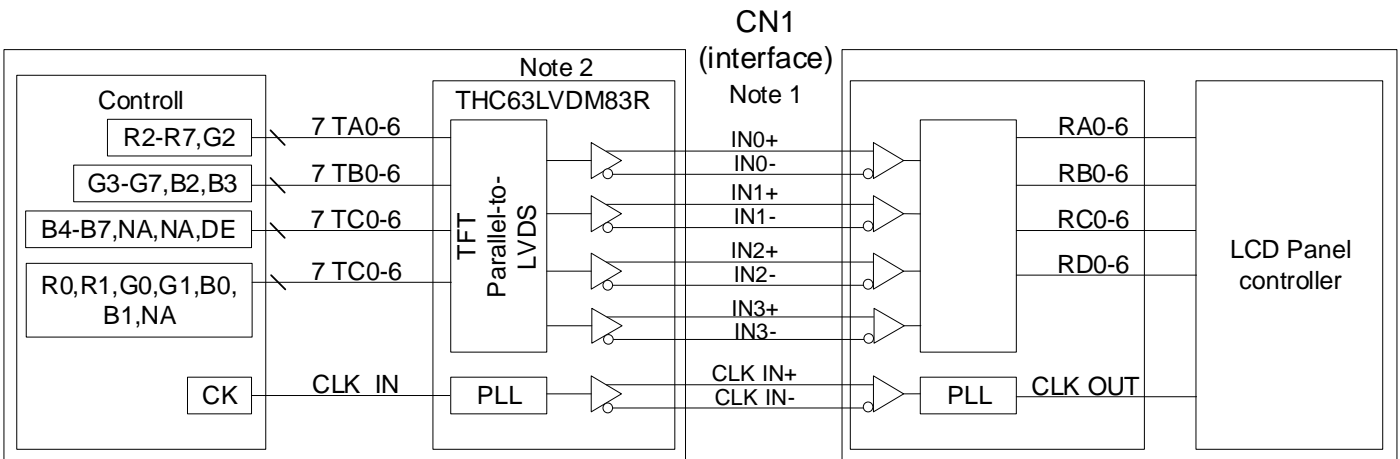 CN1
(interface)
Note 1
Note 2
THC63LVDM83R
Controll
R2-R7,G2
G3-G7,B2,B3
B4-B7,NA,NA,DE
R0,R1,G0,G1,B0,
B1,NA
CK
7 TA0-6
7 TB0-6
7 TC0-6
7 TC0-6
CLK IN
TFT
Parallel-to-
LVDS
PLL
IN0+
IN0-
IN1+
IN1-
IN2+
IN2-
IN3+
IN3-
CLK IN+
CLK IN-
PLL
RA0-6
RB0-6
RC0-6
RD0-6
CLK OUT
LCD Panel
controller